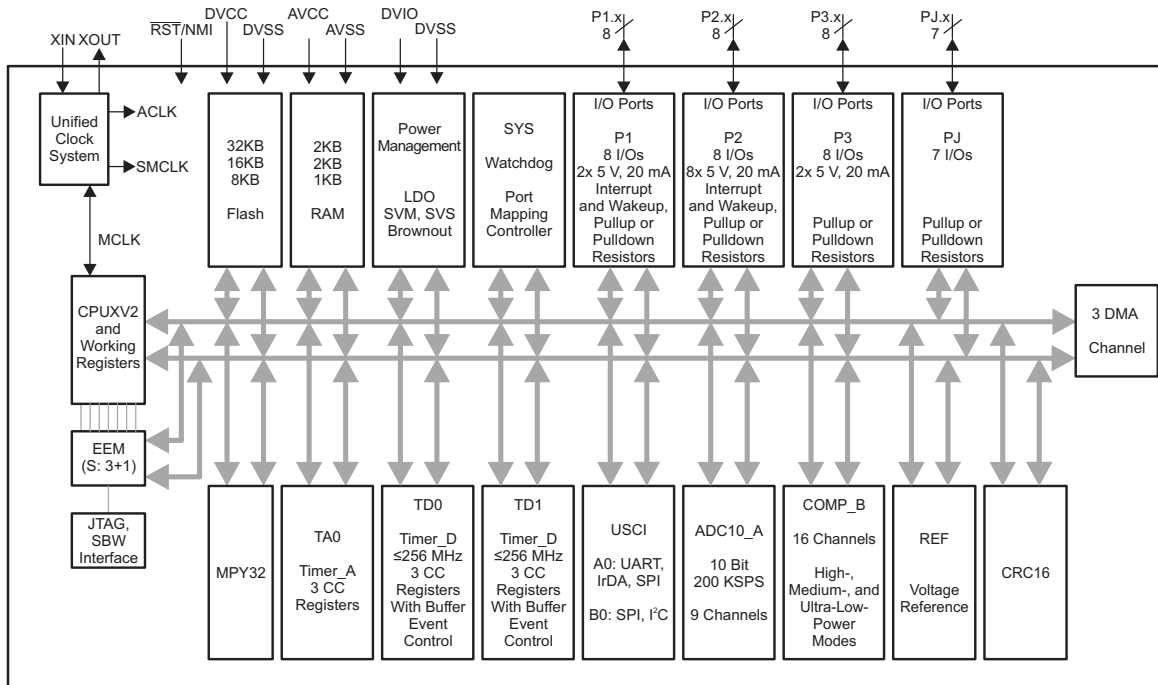 RST/NMI
DVCC
DVSS
AVCC
AVSS
DVIO
DVSS
P1.x
8
P2.x
8
P3.x
8
PJ.x
7
XIN XOUT
Unified
Clock
System
ACLK
SMCLK
MCLK
32KB
16KB
8KB
Flash
2KB
2KB
1KB
RAM
Power
Management
LDO
SVM, SVS
Brownout
SYS
Watchdog
Port
Mapping
Controller
I/O Ports
P1
8 I/Os
2x 5 V, 20 mA
Interrupt
and Wakeup,
Pullup or
Pulldown
Resistors
I/O Ports
P2
8 I/Os
8x 5 V, 20 mA
Interrupt
and Wakeup,
Pullup or
Pulldown
Resistors
I/O Ports
P3
8 I/Os
2x 5 V, 20 mA
Pullup or
Pulldown
Resistors
I/O Ports
PJ
7 I/Os
Pullup or
Pulldown
Resistors
CPUXV2
and
Working
Registers
3 DMA
Channel
EEM
(S: 3+1)
JTAG,
SBW
Interface
MPY32
TA0
Timer_A
3 CC
Registers
TD0
Timer_D
≤256 MHz
3 CC
Registers
With Buffer
Event
Control
TD1
Timer_D
≤256 MHz
3 CC
Registers
With Buffer
Event
Control
USCI
A0: UART,
IrDA, SPI
B0: SPI, I²C
ADC10_A
10 Bit
200 KSPS
9 Channels
COMP_B
16 Channels
High-,
Medium-, and
Ultra-Low-
Power
Modes
REF
Voltage
Reference
CRC16